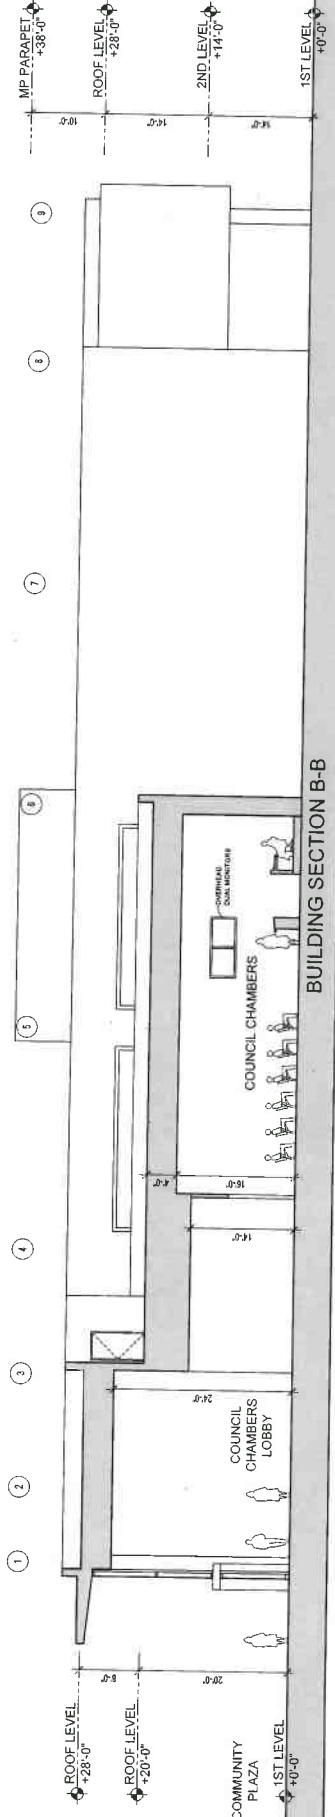 MP PARAPET
+38'-0"
ROOF LEVEL
+28'-0"
2ND LEVEL
+14'-0"
1ST LEVEL
+0'-0"
10'-0"
14'-0"
14'-0"
9
8
7
6
5
4
3
2
1
OVERHEAD
DUAL MONITORS
COUNCIL CHAMBERS
BUILDING SECTION B-B
4'-0"
16'-0"
14'-0"
24'-0"
COUNCIL
CHAMBERS
LOBBY
8'-0"
20'-0"
ROOF LEVEL
+28'-0"
ROOF LEVEL
+20'-0"
COMMUNITY
PLAZA
1ST LEVEL
+0'-0"